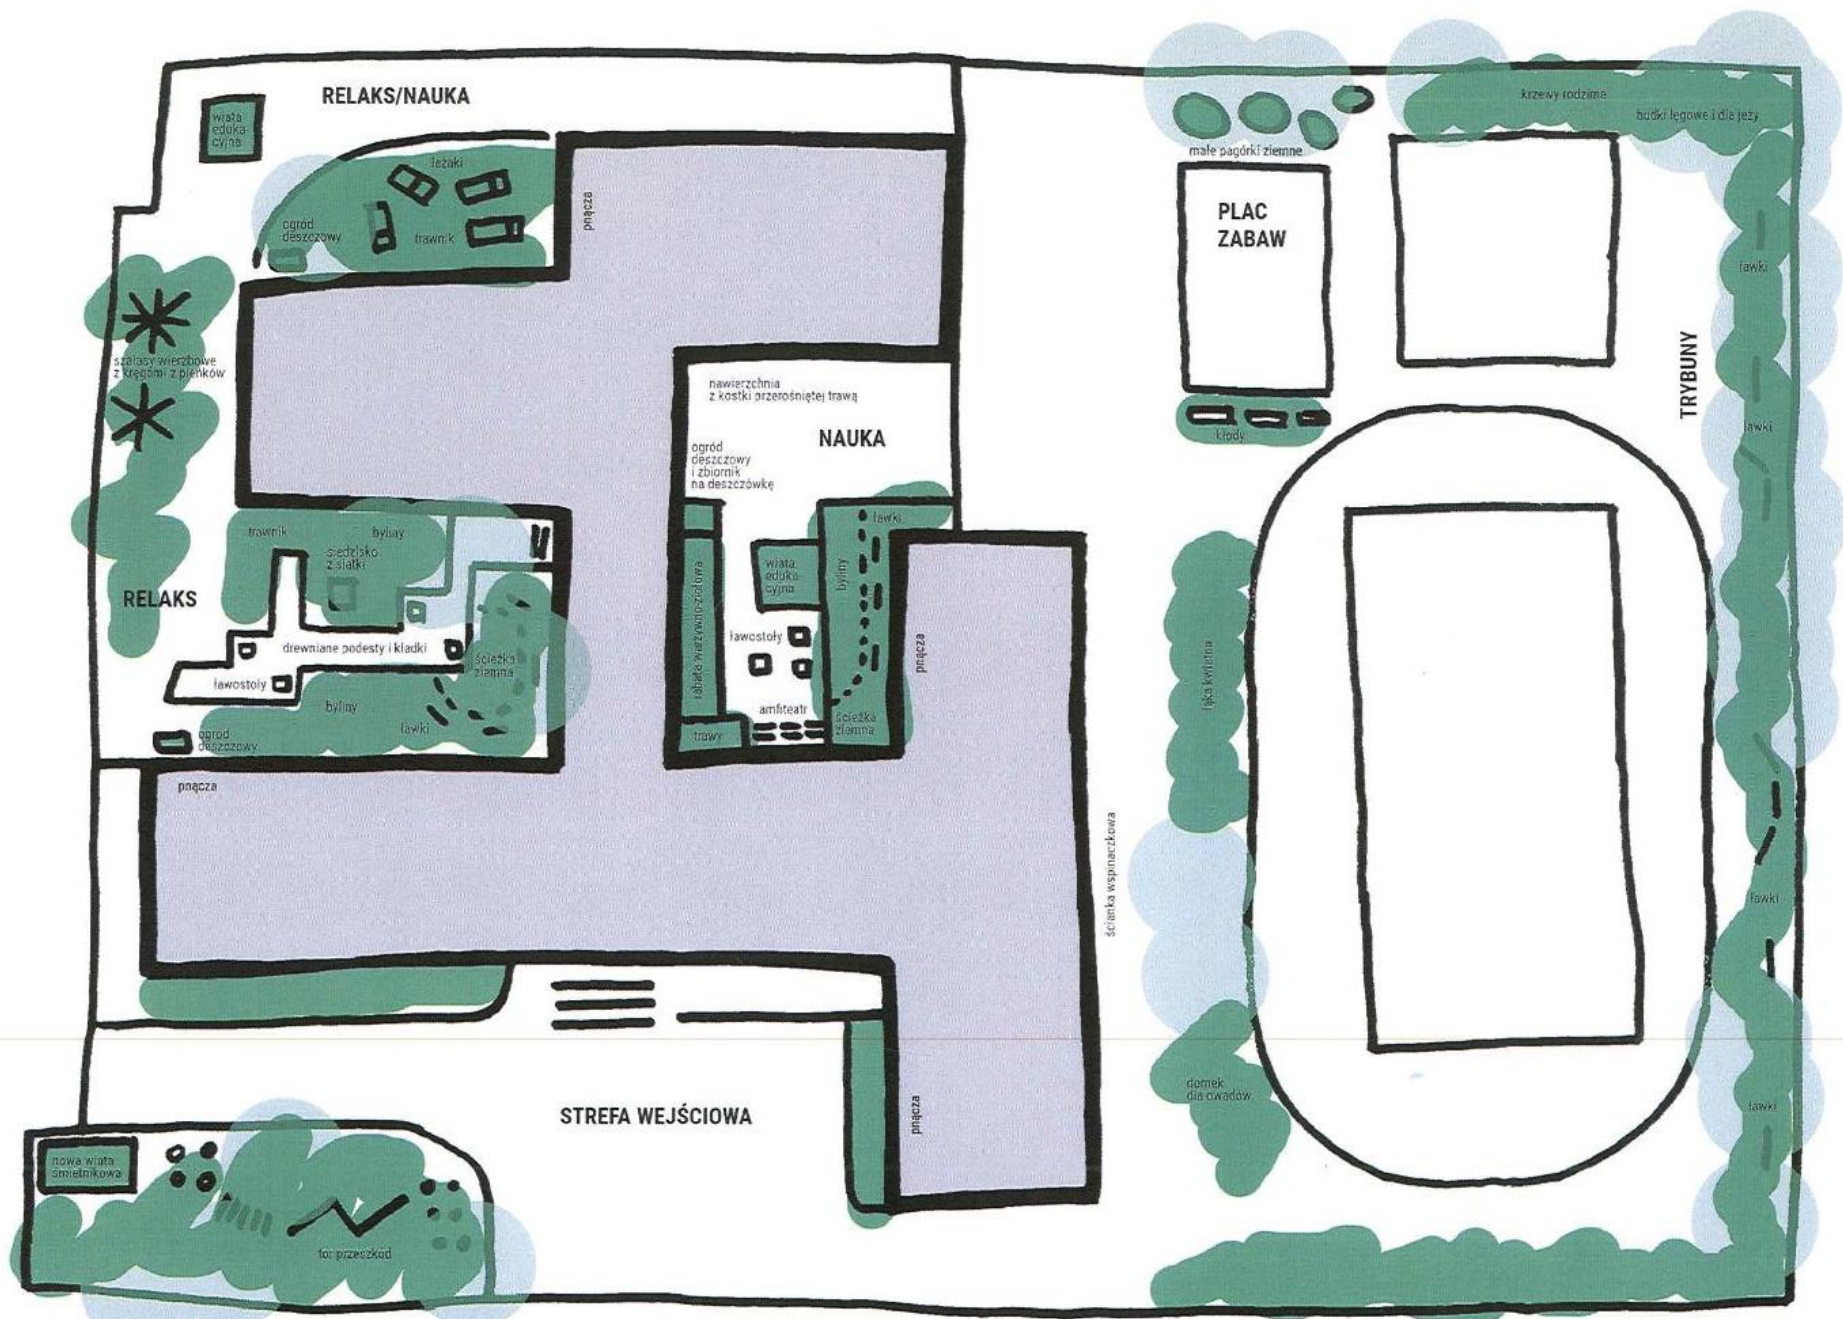 RELAKS/NAUKA
wiata
eduka-
cyjna
leżaki
ogród
deszczowy
trawnik
pnącza
szałasy wierzbowe
z kręgami z pieńków
trawnik
byliny
siedzisko
z siatki
RELAKS
drewniane podesty i kładki
ścieżka
ziemna
ławostoły
byliny
ławki
ogród
deszczowy
pnącza
nawierzchnia
z kostki przerośniętej trawą
NAUKA
ogród
deszczowy
i zbiornik
na deszczówkę
ławki
wiata
eduka-
cyjna
byliny
rabata warzywno-ziołowa
ławostoły
pnącza
amfiteatr
ścieżka
ziemna
trawy
małe pagórki ziemne
PLAC
ZABAW
kłody
krzewy rodzime
budki lęgowe i dla jeży
ławki
TRYBUNY
ławki
łąka kwietna
ścianka wspinaczkowa
ławki
domek
dla owadów
ławki
STREFA WEJŚCIOWA
pnącza
nowa wiata
śmietnikowa
tor przeszkód